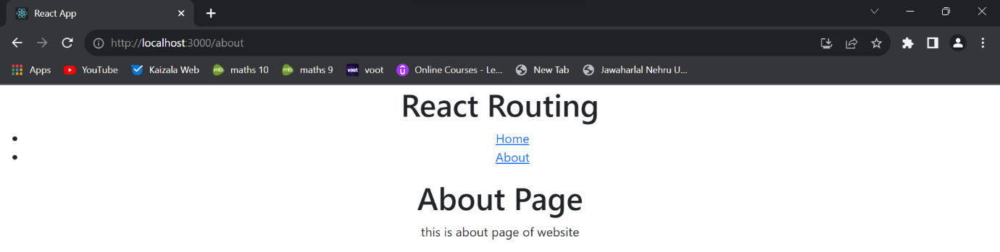 React App
http://localhost:3000/about
Apps YouTube Kaizala Web maths 10 maths 9 voot Online Courses - Le... New Tab Jawaharlal Nehru U...
React Routing
Home
About
About Page
this is about page of website